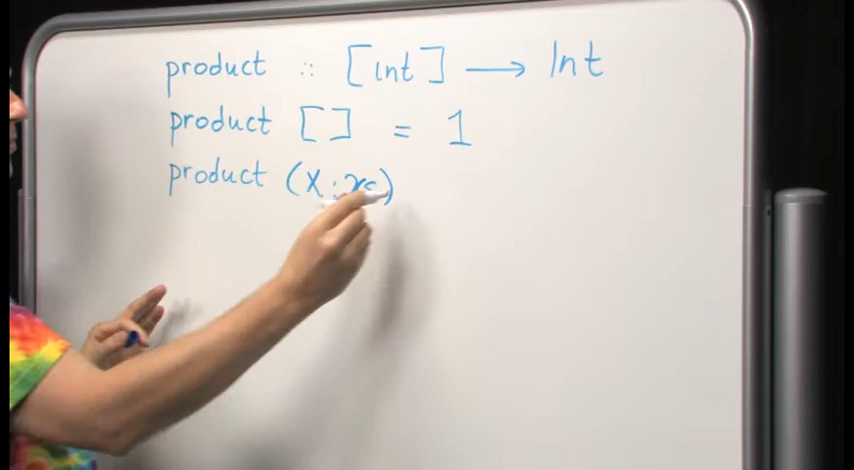 product :: [Int] → Int
product [] = 1
product (x:xs)